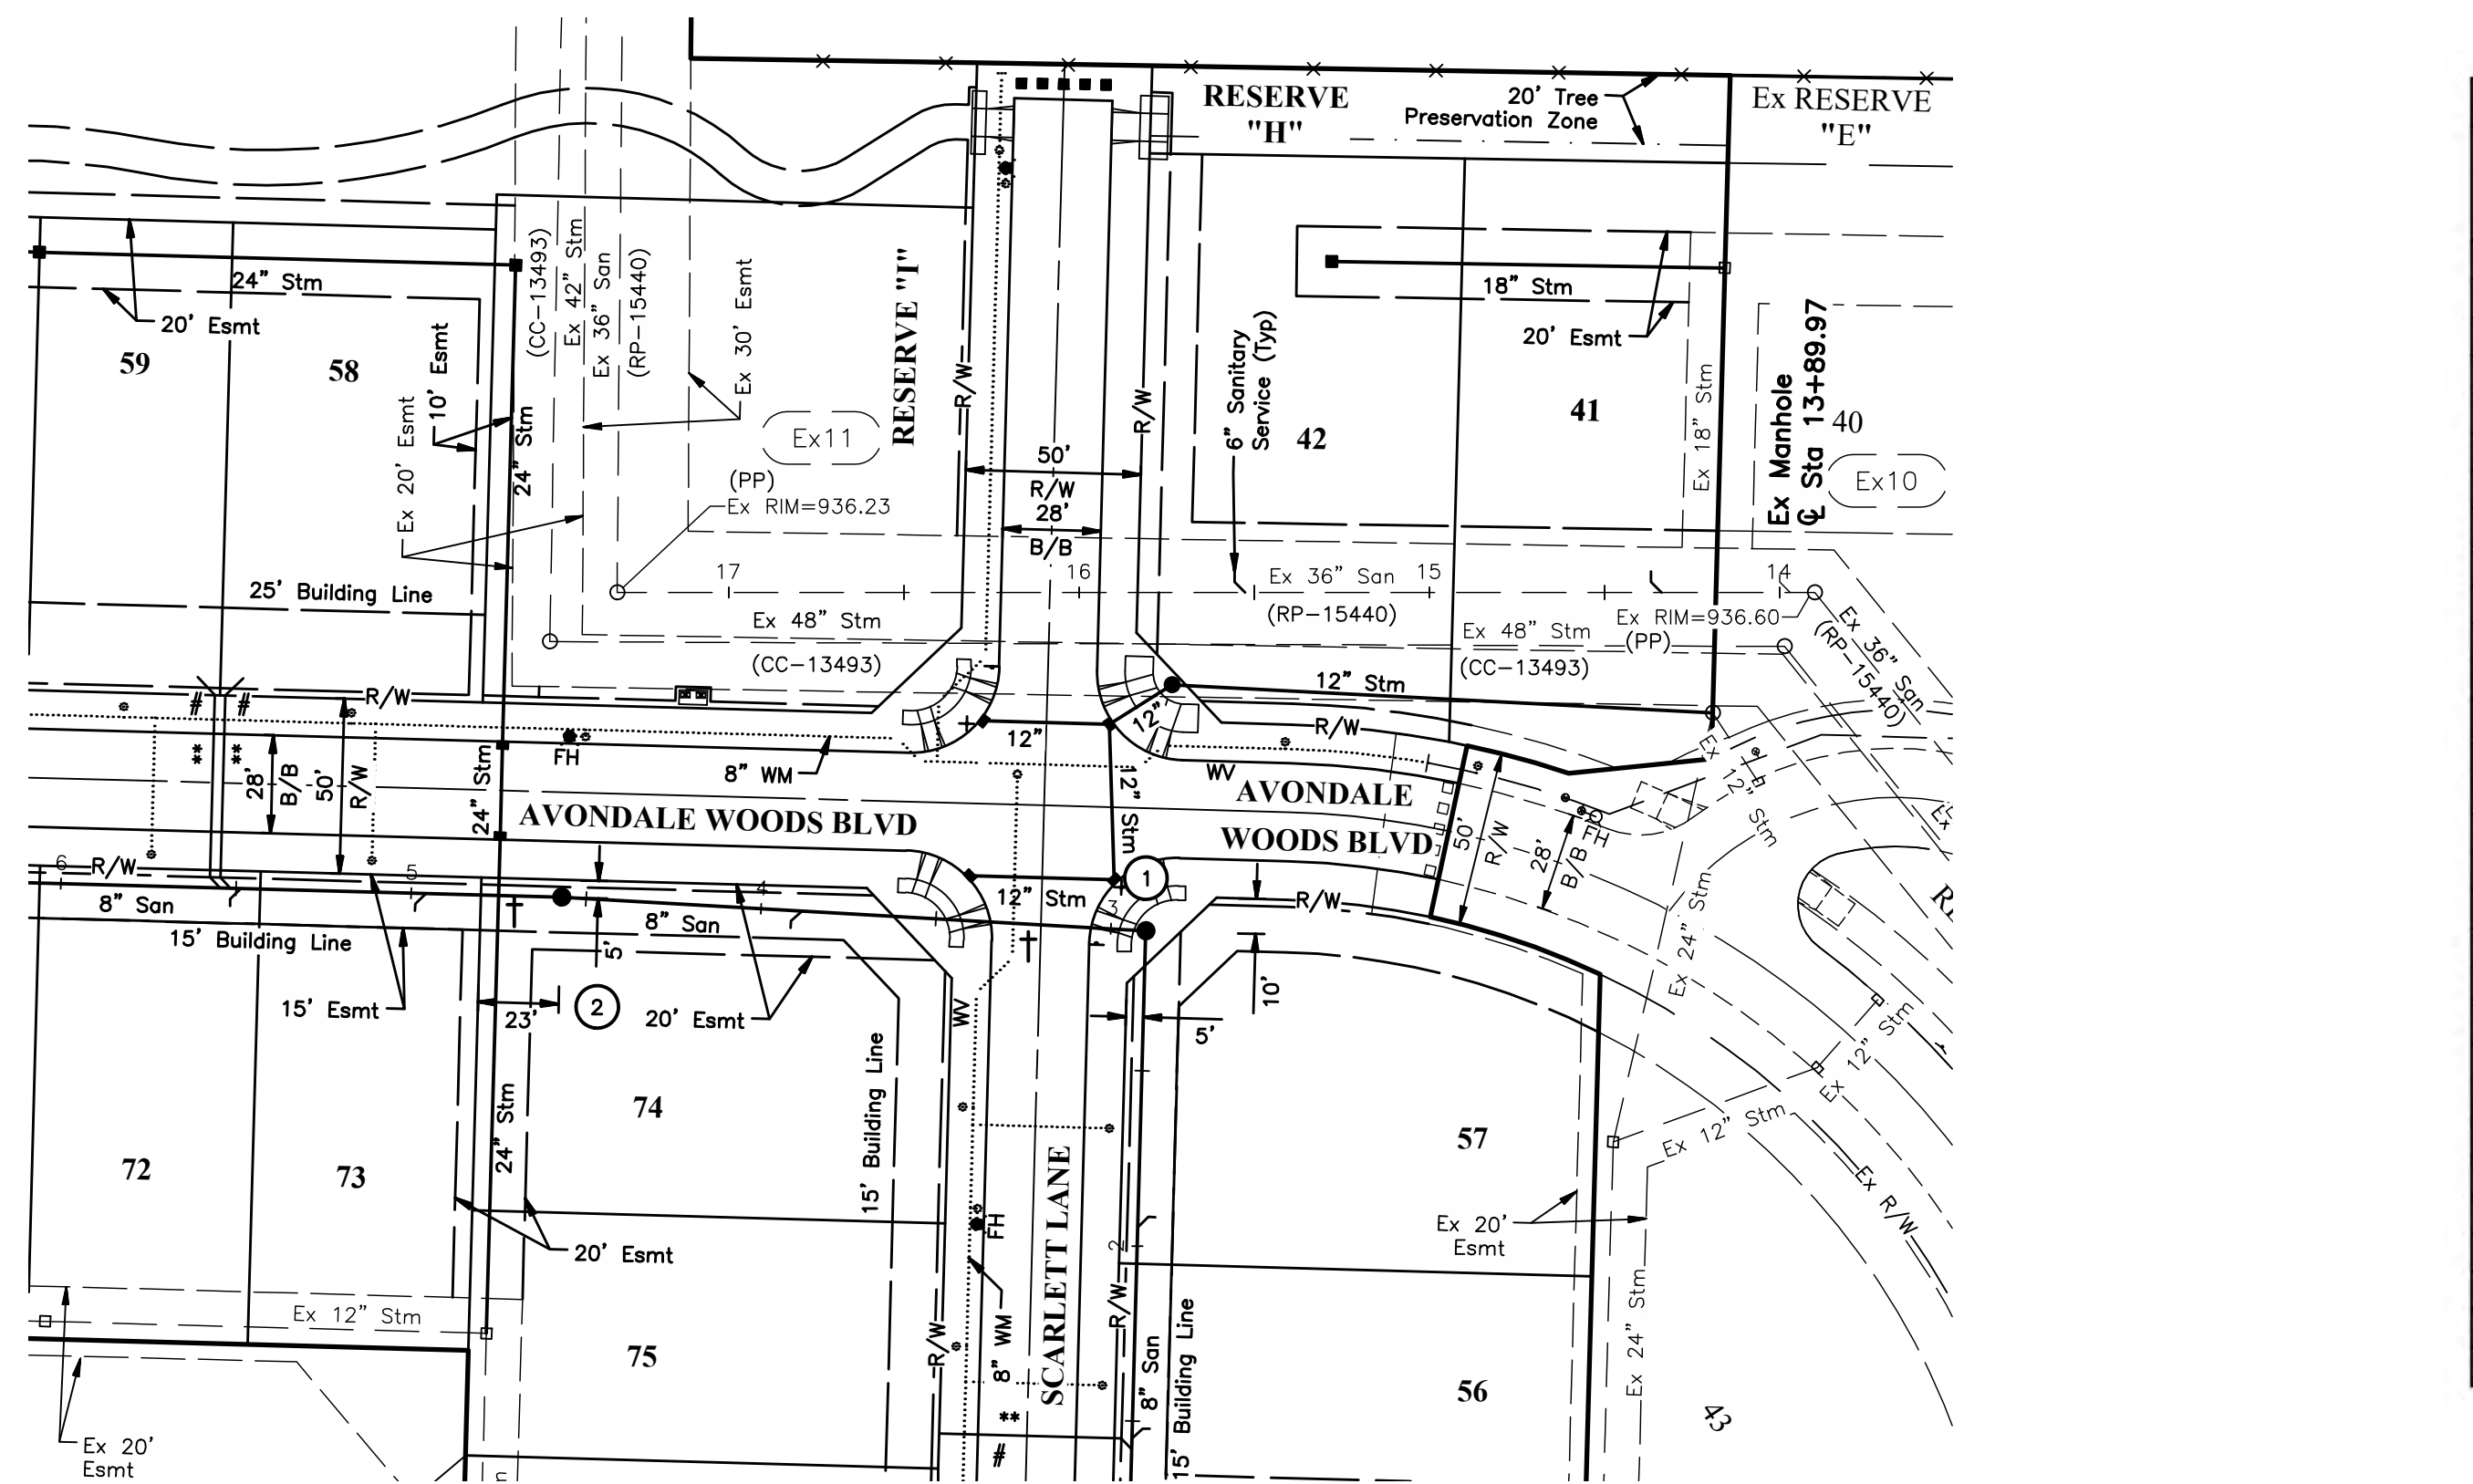 RESERVE
"H"
20' Tree
Preservation Zone
Ex RESERVE
"E"
24" Stm
20' Esmt
59
58
10' Esmt
Ex 20' Esmt
24" Stm
(CC-13493)
Ex 42" Stm
Ex 36" San
(RP-15440)
Ex 30' Esmt
RESERVE "I"
Ex11
(PP)
Ex RIM=936.23
R/W
R/W
50'
R/W
28'
B/B
6" Sanitary
Service (Typ)
42
41
18" Stm
20' Esmt
Ex 18" Stm
Ex Manhole
℄ Sta 13+89.97
40
Ex10
25' Building Line
17
16
15
14
Ex 36" San
(RP-15440)
Ex RIM=936.60
(PP)
Ex 48" Stm
(CC-13493)
Ex 48" Stm
(CC-13493)
Ex 36" San
(RP-15440)
12" Stm
12"
12"
R/W
R/W
#
#
**
**
28'
B/B
50'
R/W
FH
8" WM
WV
24" Stm
12" Stm
AVONDALE WOODS BLVD
AVONDALE
WOODS BLVD
50'
R/W
28'
B/B
FH
Ex 12" Stm
Ex
6
R/W
5
4
3
1
8" San
8" San
12" Stm
R/W
15' Building Line
15' Esmt
5'
23'
2
20' Esmt
WV
10'
5'
Ex 24" Stm
Ex 12" Stm
Ex 12" Stm
Ex R/W
15' Building Line
24" Stm
74
72
73
57
20' Esmt
FH
2
Ex 20'
Esmt
Ex 12" Stm
75
R/W
8" WM
SCARLETT LANE
R/W
8" San
15' Building Line
56
Ex 24" Stm
43
**
#
Ex 20'
Esmt